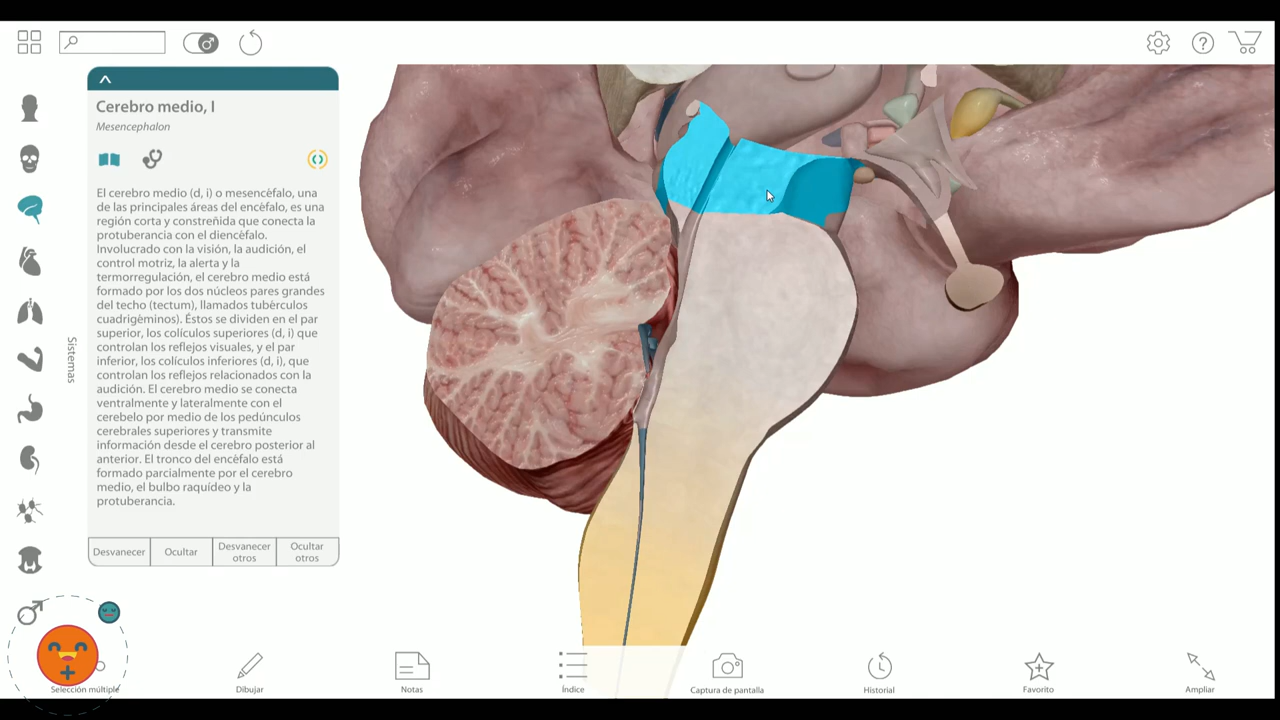 Cerebro medio, I
Mesencephalon
El cerebro medio (d, i) o mesencéfalo, una
de las principales áreas del encéfalo, es una
región corta y constreñida que conecta la
protuberancia con el diencéfalo.
Involucrado con la visión, la audición, el
control motriz, la alerta y la
termorregulación, el cerebro medio está
formado por los dos núcleos pares grandes
del techo (tectum), llamados tubérculos
cuadrigèminos). Éstos se dividen en el par
superior, los colículos superiores (d, i) que
controlan los reflejos visuales, y el par
inferior, los colículos inferiores (d, i), que
controlan los reflejos relacionados con la
audición. El cerebro medio se conecta
ventralmente y lateralmente con el
cerebelo por medio de los pedúnculos
cerebrales superiores y transmite
información desde el cerebro posterior al
anterior. El tronco del encéfalo está
formado parcialmente por el cerebro
medio, el bulbo raquídeo y la
protuberancia.
Desvanecer
Ocultar
Desvanecer
otros
Ocultar
otros
Sistemas
Selección múltiple
Dibujar
Notas
Índice
Captura de pantalla
Historial
Favorito
Ampliar